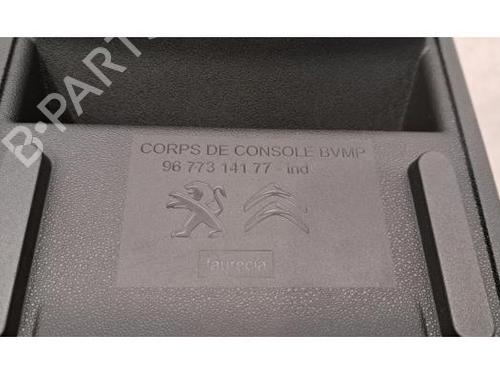 B-PARTS
CORPS DE CONSOLE BVMP
96 773 141 77 - ind
faurecia